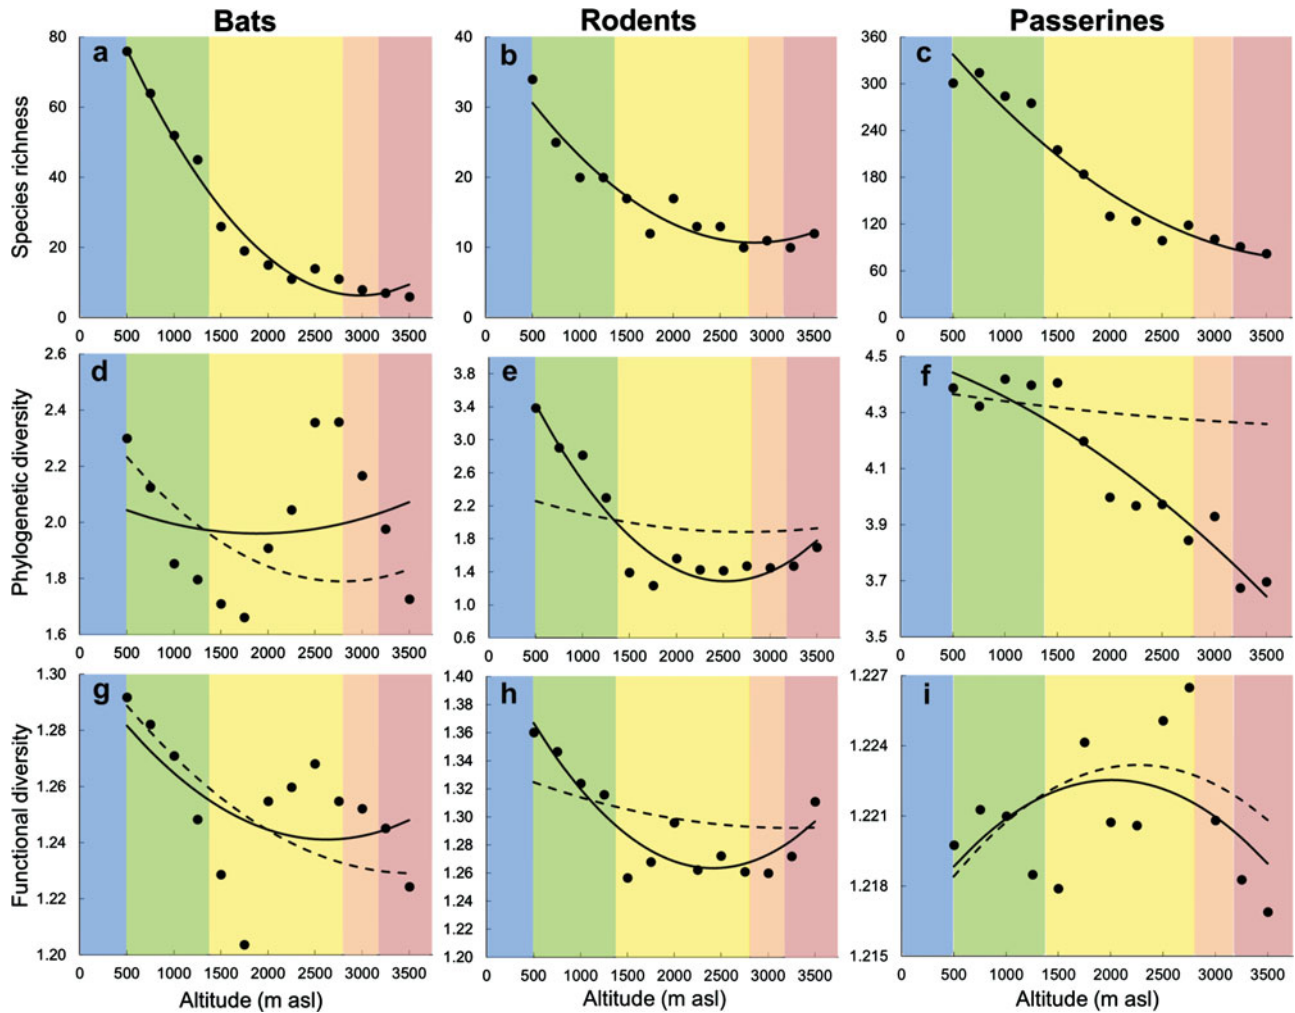 Bats Rodents Passerines
a b c
Species richness
80 60 40 20 0
40 30 20 10 0
360 300 240 180 120 60 0
0 500 1000 1500 2000 2500 3000 3500
0 500 1000 1500 2000 2500 3000 3500
0 500 1000 1500 2000 2500 3000 3500
d e f
Phylogenetic diversity
2.6 2.4 2.2 2.0 1.8 1.6
3.8 3.4 3.0 2.6 2.2 1.8 1.4 1.0 0.6
4.5 4.3 4.1 3.9 3.7 3.5
0 500 1000 1500 2000 2500 3000 3500
0 500 1000 1500 2000 2500 3000 3500
0 500 1000 1500 2000 2500 3000 3500
g h i
Functional diversity
1.30 1.28 1.26 1.24 1.22 1.20
1.40 1.38 1.36 1.34 1.32 1.30 1.28 1.26 1.24 1.22 1.20
1.227 1.224 1.221 1.218 1.215
0 500 1000 1500 2000 2500 3000 3500
0 500 1000 1500 2000 2500 3000 3500
0 500 1000 1500 2000 2500 3000 3500
Altitude (m asl) Altitude (m asl) Altitude (m asl)